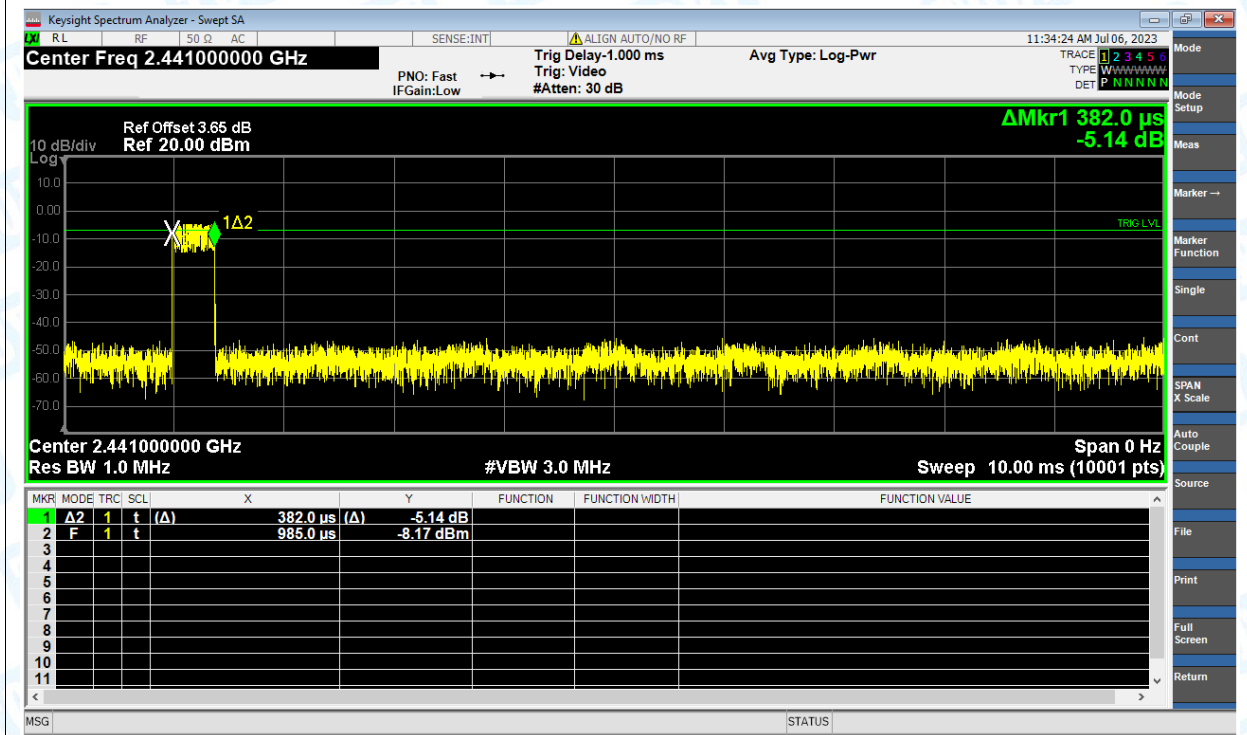 Keysight Spectrum Analyzer - Swept SA
LXI RL RF 50 Ω AC SENSE:INT ALIGN AUTO/NO RF 11:34:24 AM Jul 06, 2023
Center Freq 2.441000000 GHz
PNO: Fast
IFGain:Low
Trig Delay-1.000 ms
Trig: Video
#Atten: 30 dB
Avg Type: Log-Pwr
TRACE 1 2 3 4 5 6
TYPE WWWWWW
DET P N N N N N
ΔMkr1 382.0 µs
-5.14 dB
Ref Offset 3.65 dB
10 dB/div Ref 20.00 dBm
Log
10.0
0.00
-10.0
-20.0
-30.0
-40.0
-50.0
-60.0
-70.0
1Δ2
TRIG LVL
Center 2.441000000 GHz Span 0 Hz
Res BW 1.0 MHz #VBW 3.0 MHz Sweep 10.00 ms (10001 pts)
MKR MODE TRC SCL X Y FUNCTION FUNCTION WIDTH FUNCTION VALUE
1 Δ2 1 t (Δ) 382.0 µs (Δ) -5.14 dB
2 F 1 t 985.0 µs -8.17 dBm
3
4
5
6
7
8
9
10
11
MSG STATUS
Mode
Mode Setup
Meas
Marker →
Marker Function
Single
Cont
SPAN X Scale
Auto Couple
Source
File
Print
Full Screen
Return